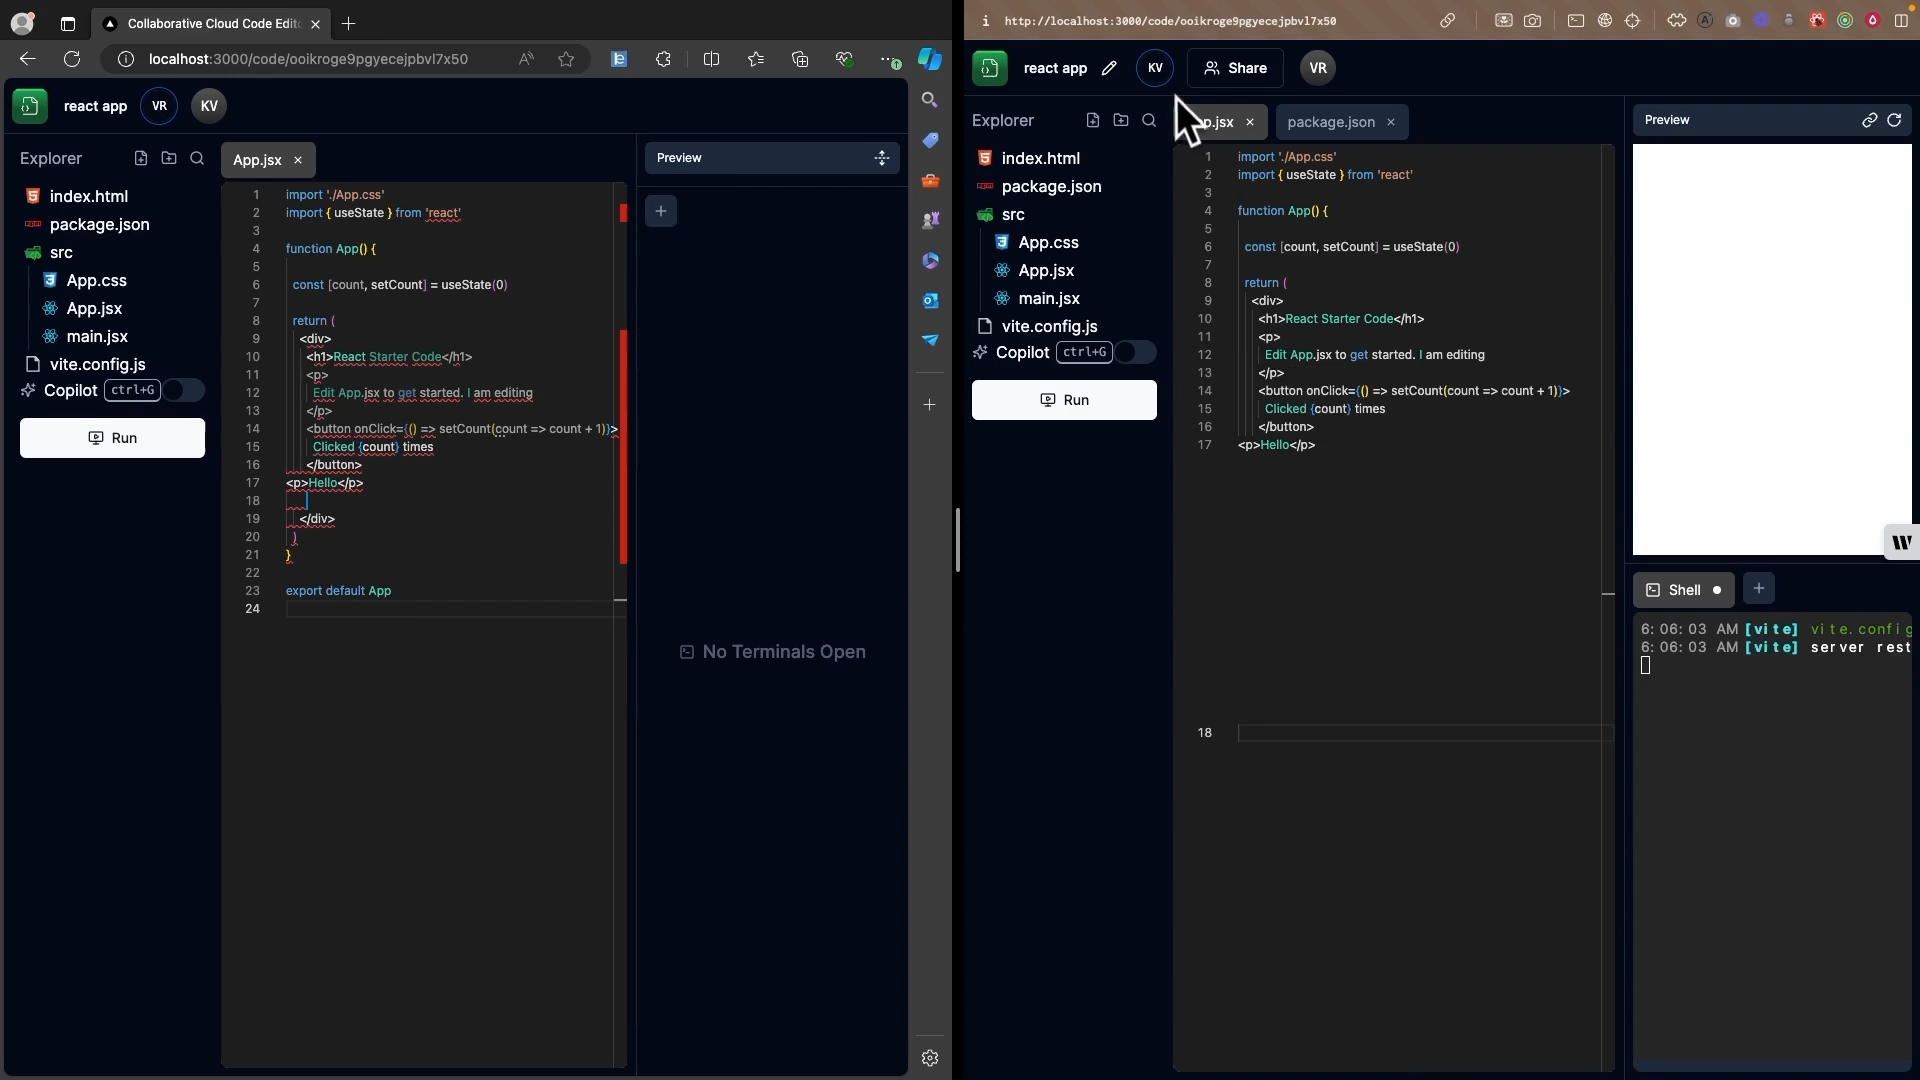 Collaborative Cloud Code Edito
localhost:3000/code/ooikroge9pgyecejpbvl7x50
react app
VR
KV
Explorer
index.html
package.json
src
App.css
App.jsx
main.jsx
vite.config.js
Copilot ctrl+G
Run
App.jsx ×
1 import './App.css'
2 import { useState } from 'react'
3
4 function App() {
5
6 const [count, setCount] = useState(0)
7
8 return (
9 <div>
10 <h1>React Starter Code</h1>
11 <p>
12 Edit App.jsx to get started. I am editing
13 </p>
14 <button onClick={() => setCount(count => count + 1)}>
15 Clicked {count} times
16 </button>
17 <p>Hello</p>
18
19 </div>
20 )
21 }
22
23 export default App
24
Preview
No Terminals Open
http://localhost:3000/code/ooikroge9pgyecejpbvl7x50
react app
KV
Share
VR
Explorer
index.html
package.json
src
App.css
App.jsx
main.jsx
vite.config.js
Copilot ctrl+G
Run
p.jsx ×
package.json ×
1 import './App.css'
2 import { useState } from 'react'
3
4 function App() {
5
6 const [count, setCount] = useState(0)
7
8 return (
9 <div>
10 <h1>React Starter Code</h1>
11 <p>
12 Edit App.jsx to get started. I am editing
13 </p>
14 <button onClick={() => setCount(count => count + 1)}>
15 Clicked {count} times
16 </button>
17 <p>Hello</p>
18
Preview
Shell
6:06:03 AM [vite] vite.config
6:06:03 AM [vite] server rest